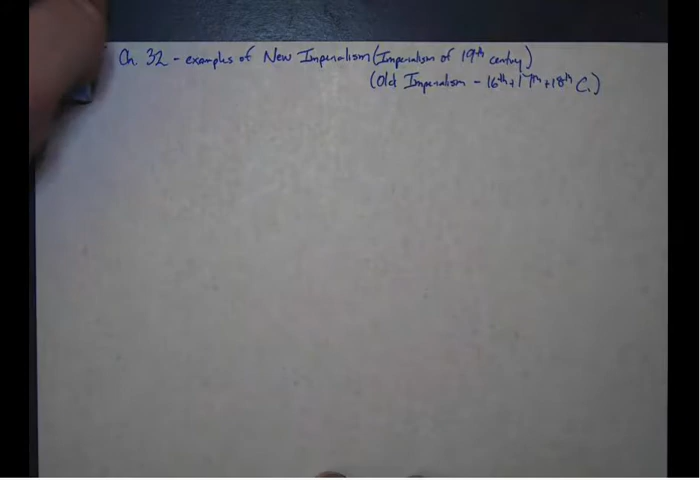 Ch. 32 - examples of New Imperialism (Imperialism of 19th century)
(Old Imperialism - 16th + 17th + 18th C.)